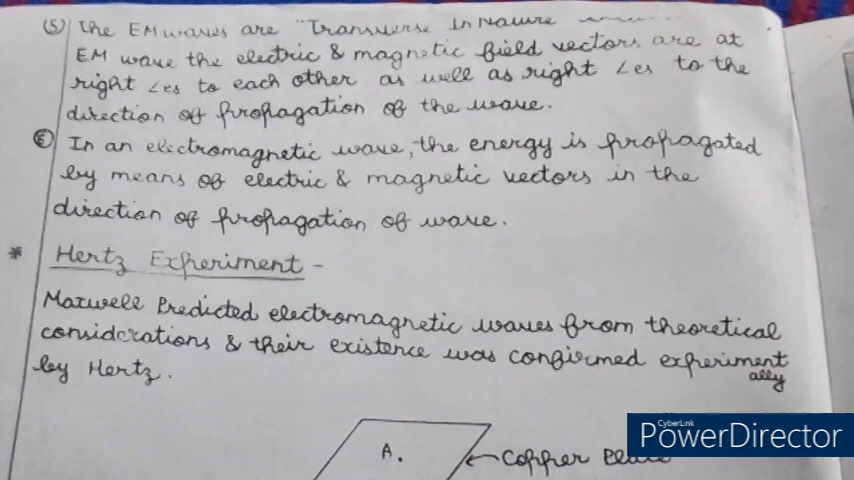 (5) The EM waves are "Transverse In Nature
EM wave the electric & magnetic field vectors are at
right ∠es to each other as well as right ∠es to the
direction of propagation of the wave.
(6) In an electromagnetic wave, the energy is propagated
by means of electric & magnetic vectors in the
direction of propagation of wave.
* Hertz Experiment -
Maxwell Predicted electromagnetic waves from theoretical
considerations & their existence was confirmed experimentally
by Hertz.
A. Copper
CyberLink
PowerDirector